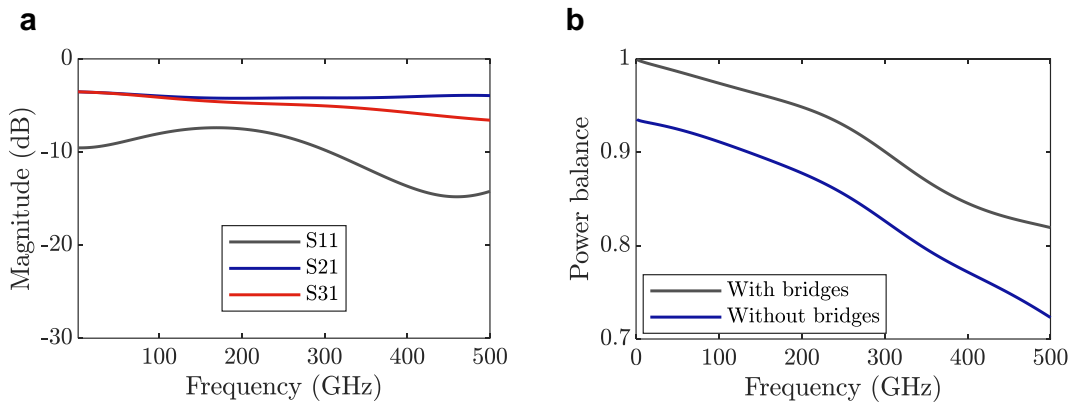 a
0
-10
-20
-30
Magnitude (dB)
S11
S21
S31
100 200 300 400 500
Frequency (GHz)
b
1
0.9
0.8
0.7
Power balance
With bridges
Without bridges
0 100 200 300 400 500
Frequency (GHz)